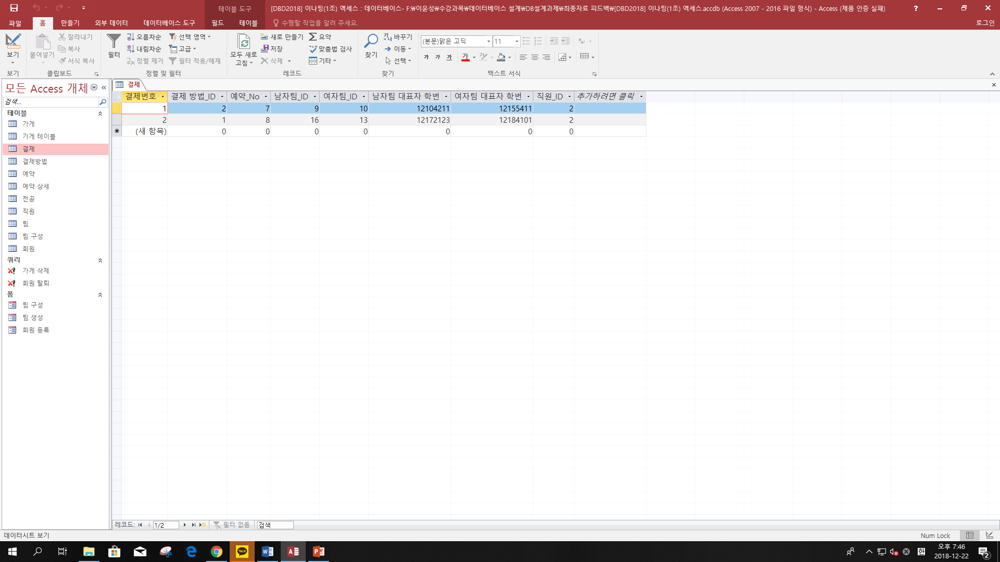 테이블 도구
[DBD2018] 이나팅(1조) 액세스 : 데이터베이스- F:₩이윤성₩수강과목₩데이터베이스 설계₩DB설계과제₩최종자료 피드백₩[DBD2018] 이나팅(1조) 액세스.accdb (Access 2007 - 2016 파일 형식) - Access (제품 인증 실패)
?
파일 홈 만들기 외부 데이터 데이터베이스 도구 필드 테이블 수행할 작업을 알려 주세요. 로그인
잘라내기 오름차순 선택 영역 새로 만들기 요약 바꾸기 (본문)맑은 고딕 11
복사 내림차순 고급 저장 맞춤법 검사 이동
보기 붙여넣기 필터 모두 새로 고침 찾기
서식 복사 정렬 제거 필터 적용/해제 삭제 기타 선택 가 가 가 가
보기 클립보드 정렬 및 필터 레코드 찾기 텍스트 서식
모든 Access 개체
검색...
테이블
가게
가게 테이블
결제
결제방법
예약
예약 상세
전공
직원
팀
팀 구성
회원
쿼리
가게 삭제
회원 탈퇴
폼
팀 구성
팀 생성
회원 등록
결제
결제번호 결제 방법_ID 예약_No 남자팀_ID 여자팀_ID 남자팀 대표자 학번 여자팀 대표자 학번 직원_ID 추가하려면 클릭
1 2 7 9 10 12104211 12155411 2
2 1 8 16 13 12172123 12184101 2
(새 항목) 0 0 0 0 0 0 0
레코드: 1/2 필터 없음 검색
데이터시트 보기 Num Lock
TALK
한
오후 7:46
2018-12-22
2